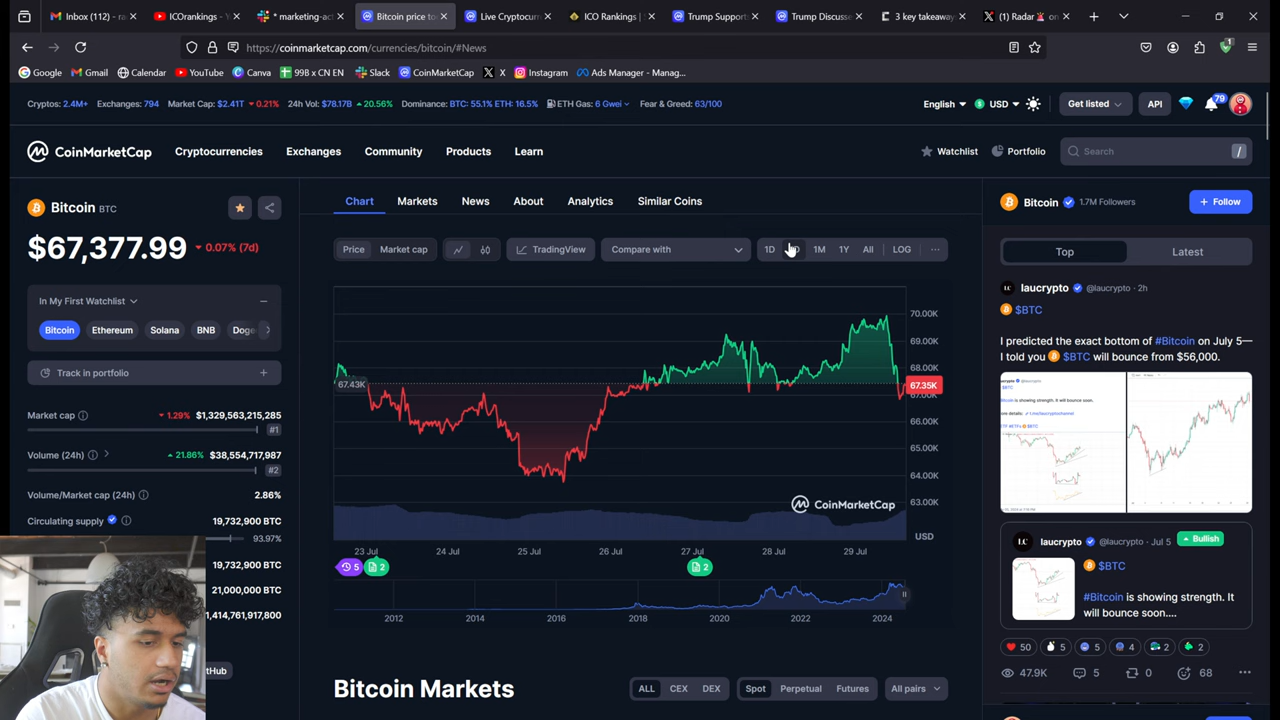 Inbox (12) - ra
ICOrankings - Y
* marketing-ac
Bitcoin price to
Live Cryptocurr
ICO Rankings |
Trump Support
Trump Discusse
3 key takeaway
(1) Radar🚨 on
https://coinmarketcap.com/currencies/bitcoin/#News
Google Gmail Calendar YouTube Canva 99B x CN EN Slack CoinMarketCap X Instagram Ads Manager - Manag...
Cryptos: 2.4M+ Exchanges: 794 Market Cap: $2.41T 0.21% 24h Vol: $78.17B 20.56% Dominance: BTC: 55.1% ETH: 16.5% ETH Gas: 6 Gwei Fear & Greed: 63/100
English USD Get listed API 79
CoinMarketCap Cryptocurrencies Exchanges Community Products Learn
Watchlist Portfolio Search /
Bitcoin BTC
$67,377.99 0.07% (7d)
In My First Watchlist
Bitcoin Ethereum Solana BNB Doge
Track in portfolio
Market cap 1.29% $1,329,563,215,285
#1
Volume (24h) 21.86% $38,554,717,987
#2
Volume/Market cap (24h) 2.86%
Circulating supply 19,732,900 BTC
93.97%
19,732,900 BTC
21,000,000 BTC
1,414,761,917,800
Chart Markets News About Analytics Similar Coins
Price Market cap TradingView Compare with 1D 1M 1Y All LOG ...
70.00K
69.00K
68.00K
67.43K
67.35K
67.00K
66.00K
65.00K
64.00K
63.00K
CoinMarketCap
USD
23 Jul 24 Jul 25 Jul 26 Jul 27 Jul 28 Jul 29 Jul
5 2 2
2012 2014 2016 2018 2020 2022 2024
Bitcoin Markets
ALL CEX DEX Spot Perpetual Futures All pairs
Bitcoin 1.7M Followers + Follow
Top Latest
laucrypto @laucrypto · 2h
$BTC
I predicted the exact bottom of #Bitcoin on July 5—
I told you $BTC will bounce from $56,000.
laucrypto @laucrypto · Jul 5 Bullish
$BTC
#Bitcoin is showing strength. It
will bounce soon....
50 5 5 4 2 2
47.9K 5 0 68 ...